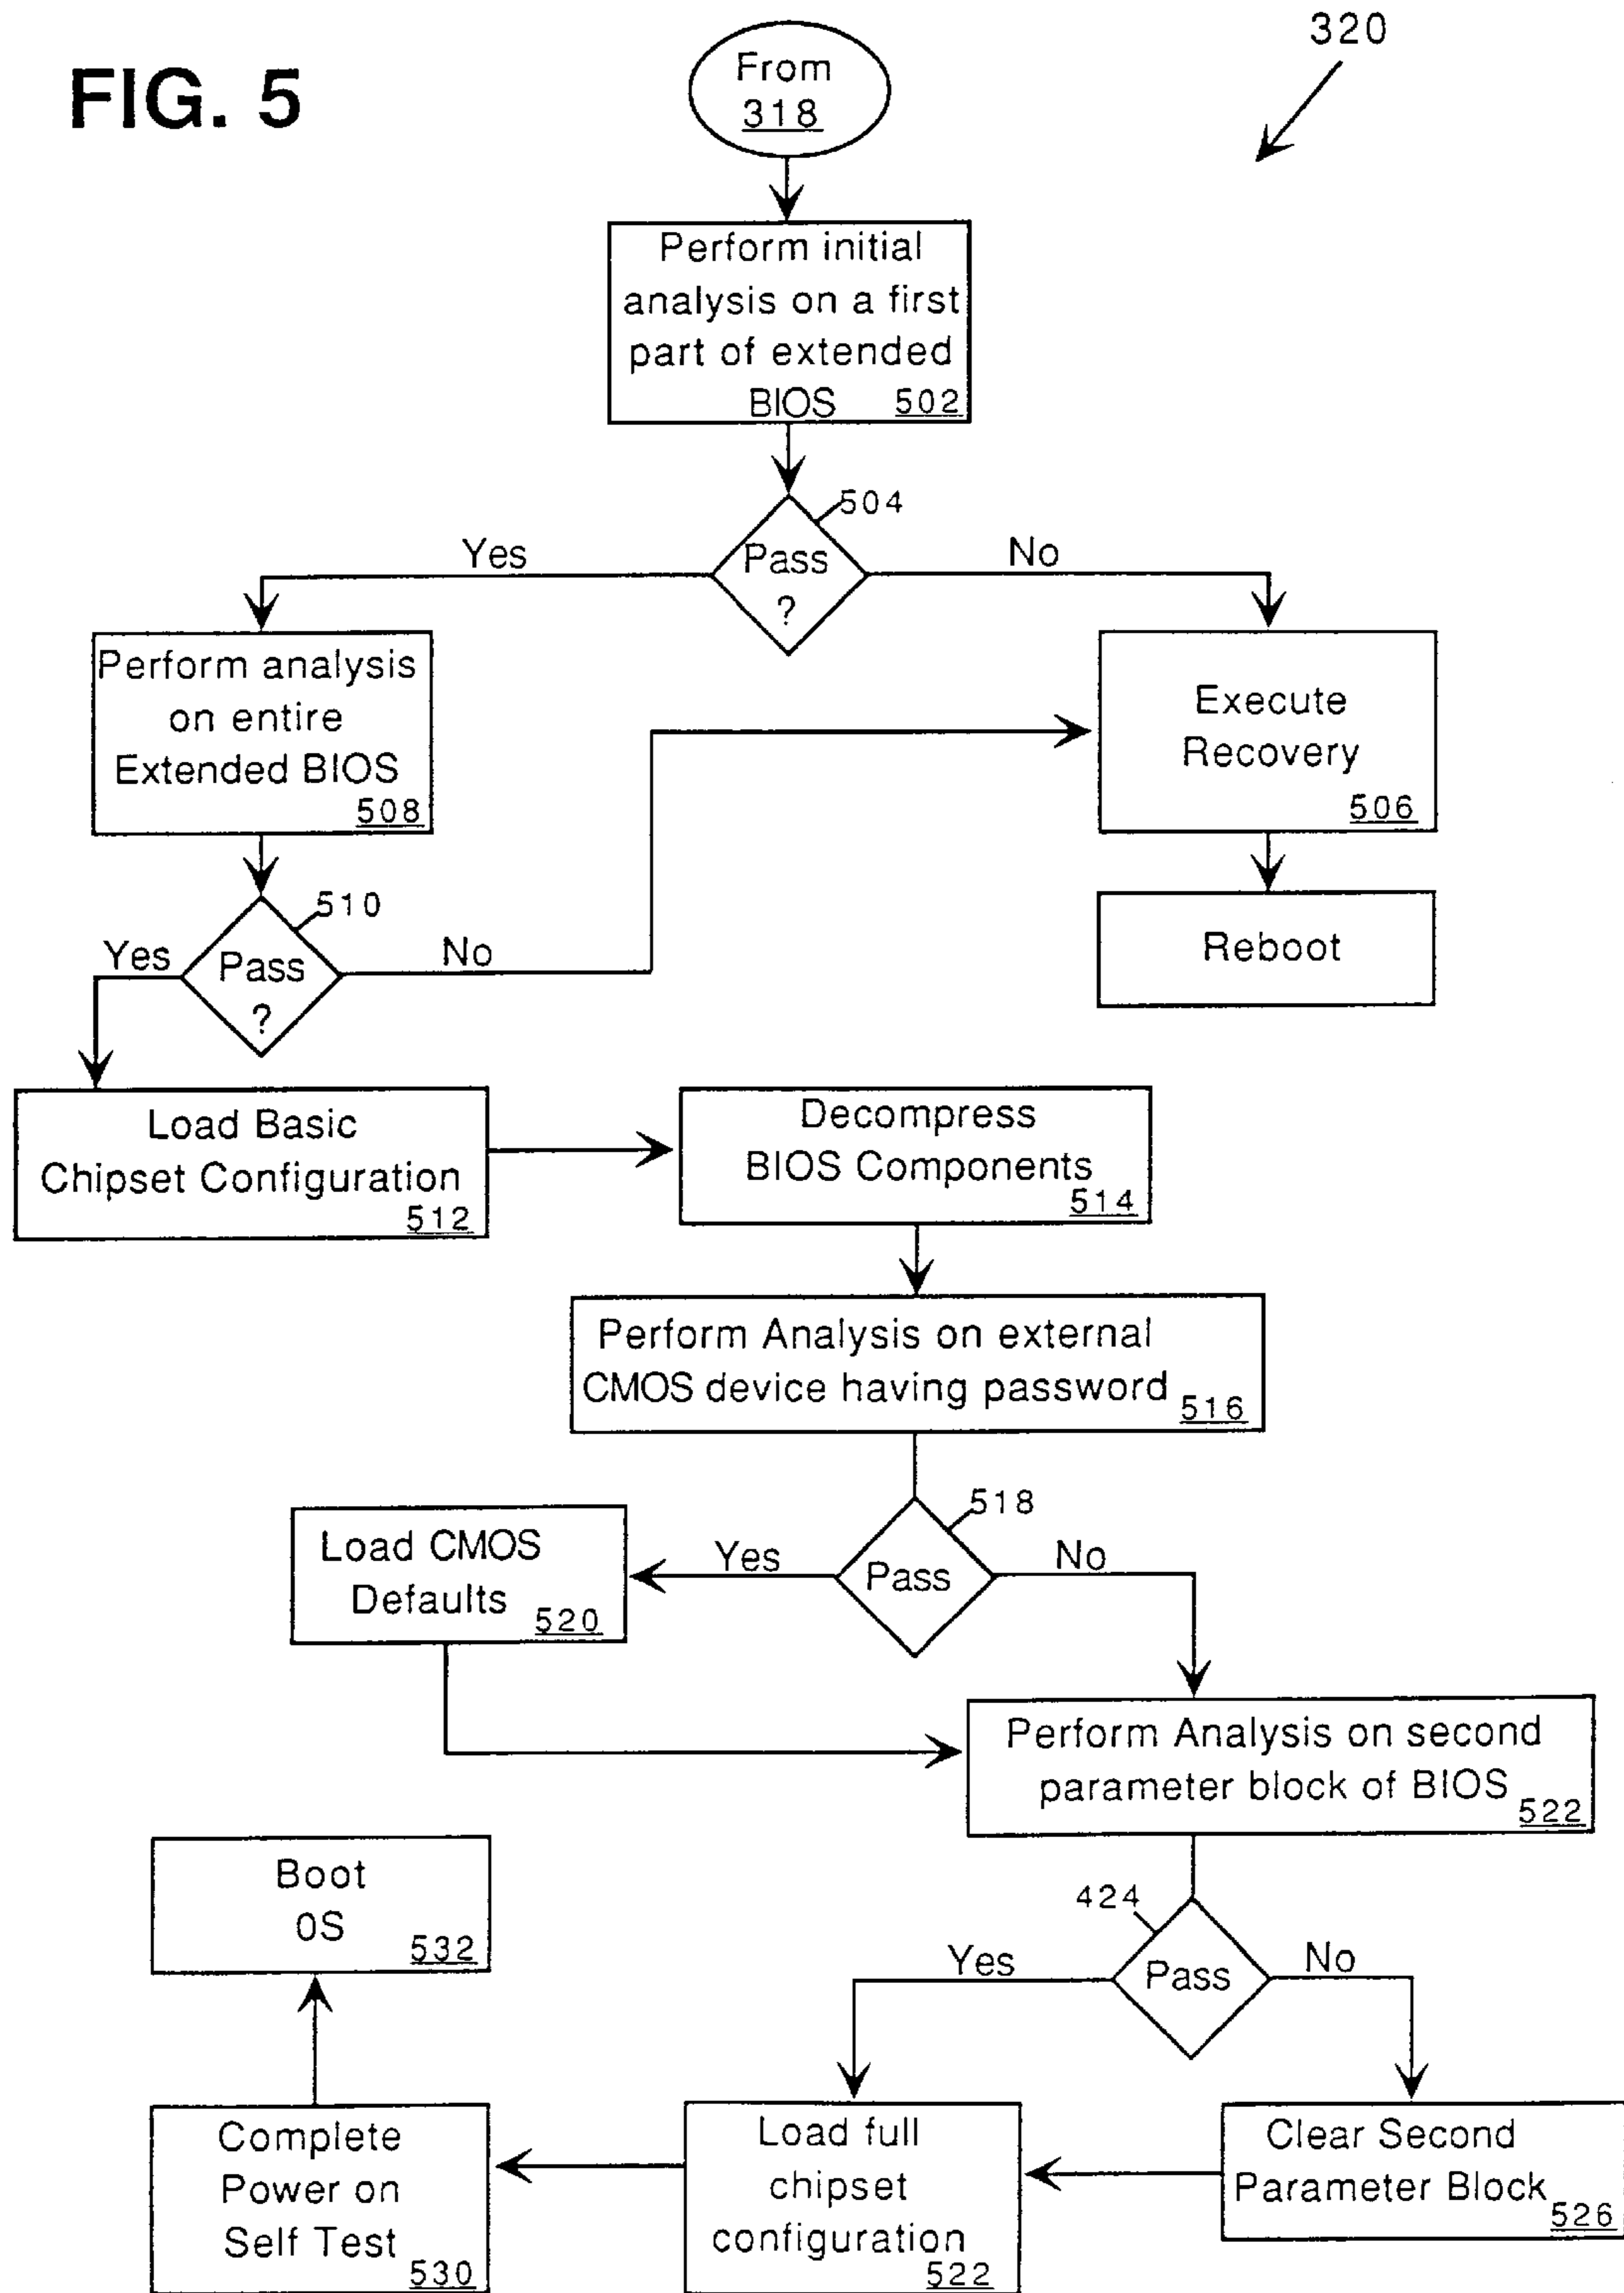 FIG. 5
320
From
318
Perform initial
analysis on a first
part of extended
BIOS 502
504
Pass
?
Yes
No
Perform analysis
on entire
Extended BIOS
508
Execute
Recovery
506
510
Pass
?
Yes
No
Reboot
Load Basic
Chipset Configuration
512
Decompress
BIOS Components
514
Perform Analysis on external
CMOS device having password
516
518
Pass
Yes
No
Load CMOS
Defaults
520
Perform Analysis on second
parameter block of BIOS
522
424
Pass
Yes
No
Boot
0S
532
Complete
Power on
Self Test
530
Load full
chipset
configuration
522
Clear Second
Parameter Block
526